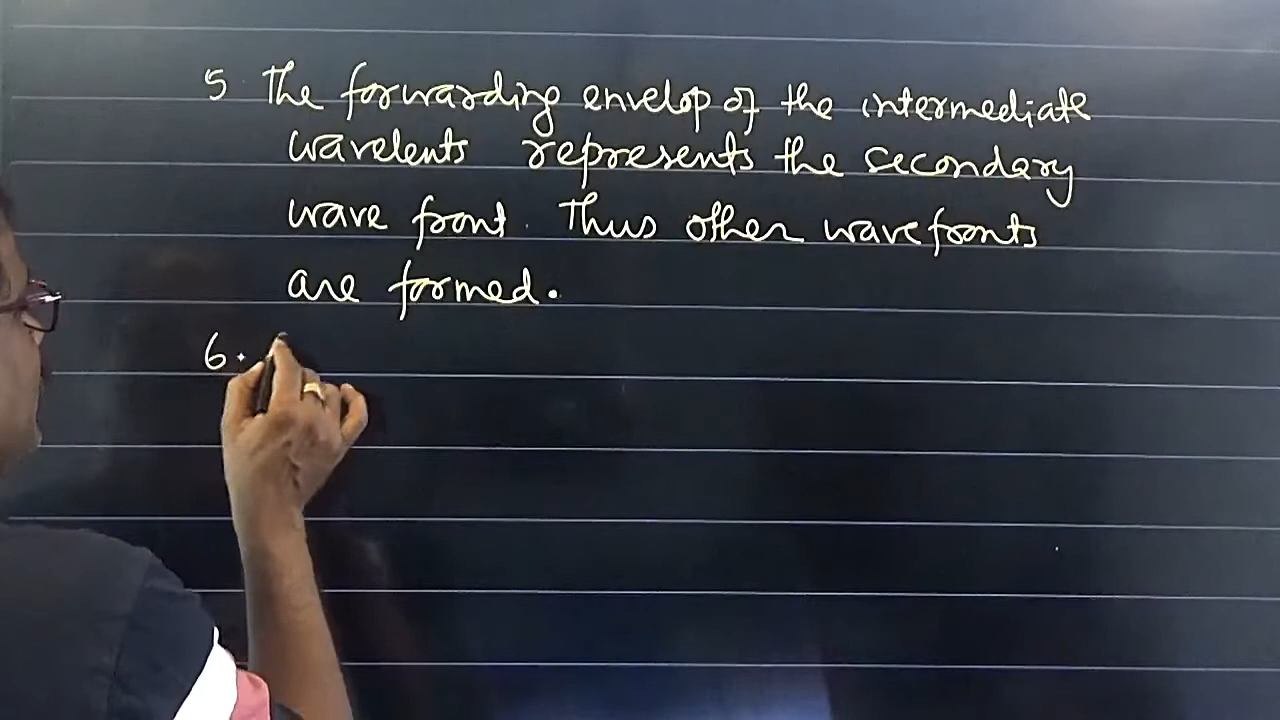 5 The forwarding envelop of the intermediate
wavelents represents the secondary
wave front. Thus other wavefronts
are formed.
6.